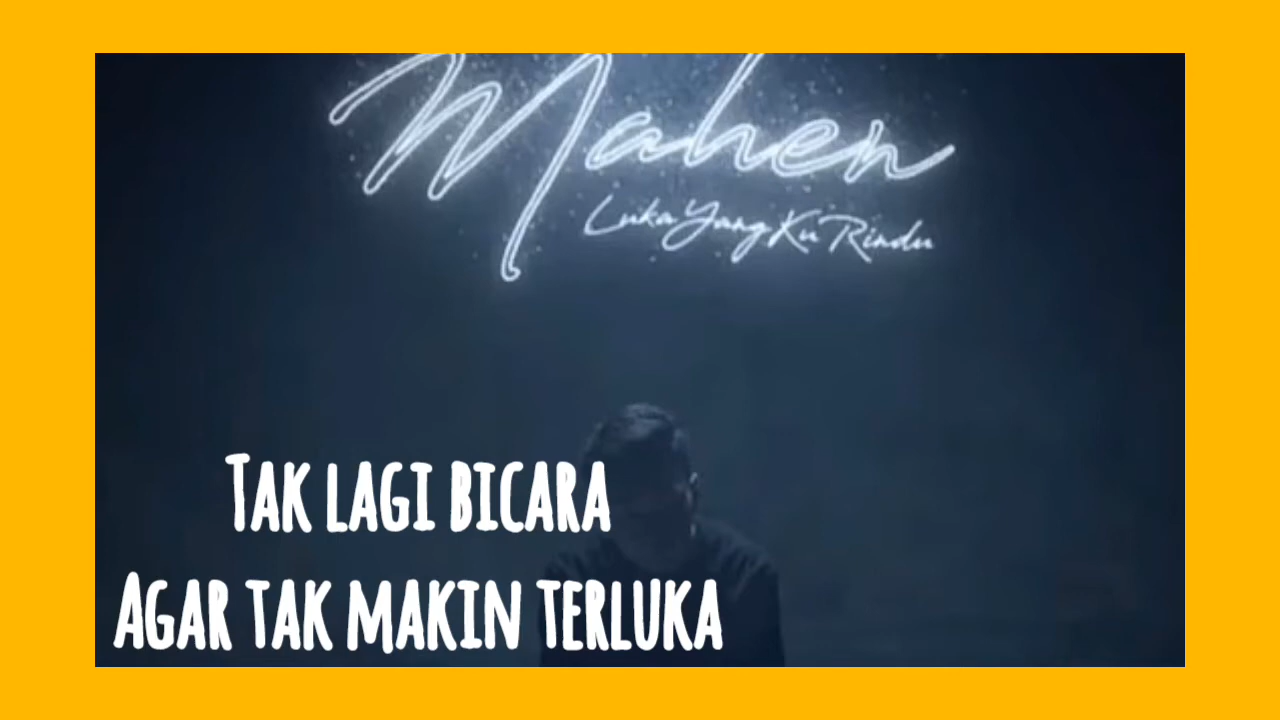 Mahen
Luka Yang Ku Rindu
TAK LAGI BICARA
AGAR TAK MAKIN TERLUKA